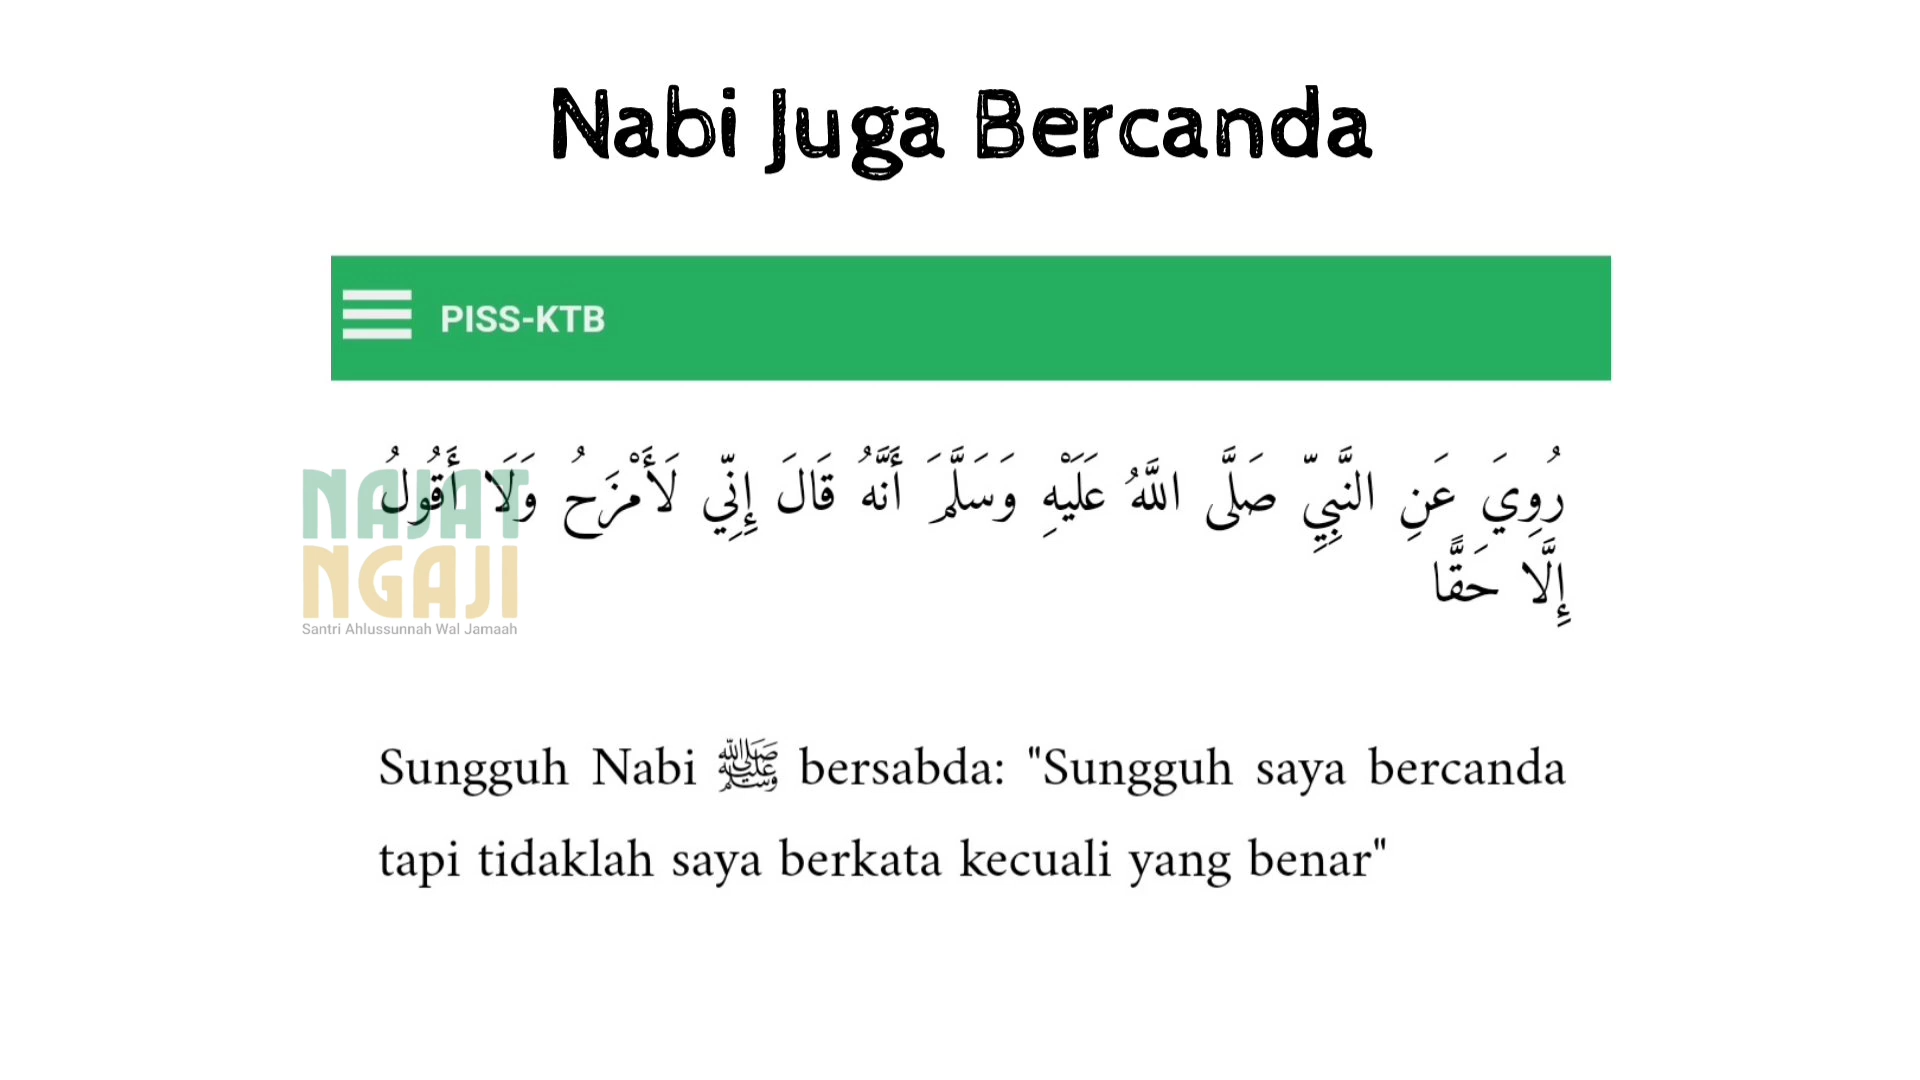 Nabi Juga Bercanda
PISS-KTB
رُوِيَ عَنِ النَّبِيِّ صَلَّى اللَّهُ عَلَيْهِ وَسَلَّمَ أَنَّهُ قَالَ إِنِّي لَأَمْزَحُ وَلَا أَقُولُ
إِلَّا حَقًّا
NAJAT
NGAJI
Santri Ahlussunnah Wal Jamaah
Sungguh Nabi ﷺ bersabda: "Sungguh saya bercanda
tapi tidaklah saya berkata kecuali yang benar"